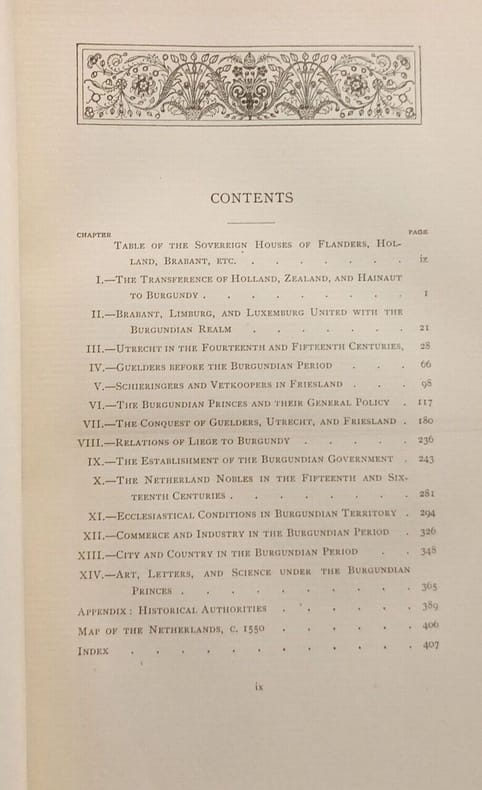 CONTENTS
CHAPTER PAGE
TABLE OF THE SOVEREIGN HOUSES OF FLANDERS, HOL-
LAND, BRABANT, ETC. . . . . . . . ix
I.—THE TRANSFERENCE OF HOLLAND, ZEALAND, AND HAINAUT
TO BURGUNDY . . . . . . . . . 1
II.—BRABANT, LIMBURG, AND LUXEMBURG UNITED WITH THE
BURGUNDIAN REALM . . . . . . 21
III.—UTRECHT IN THE FOURTEENTH AND FIFTEENTH CENTURIES, 28
IV.—GUELDERS BEFORE THE BURGUNDIAN PERIOD . . . 66
V.—SCHIERINGERS AND VETKOOPERS IN FRIESLAND . . . 98
VI.—THE BURGUNDIAN PRINCES AND THEIR GENERAL POLICY . 117
VII.—THE CONQUEST OF GUELDERS, UTRECHT, AND FRIESLAND . 180
VIII.—RELATIONS OF LIEGE TO BURGUNDY . . . . . 236
IX.—THE ESTABLISHMENT OF THE BURGUNDIAN GOVERNMENT . 243
X.—THE NETHERLAND NOBLES IN THE FIFTEENTH AND SIX-
TEENTH CENTURIES . . . . . . . . 281
XI.—ECCLESIASTICAL CONDITIONS IN BURGUNDIAN TERRITORY . 294
XII.—COMMERCE AND INDUSTRY IN THE BURGUNDIAN PERIOD . 326
XIII.—CITY AND COUNTRY IN THE BURGUNDIAN PERIOD . . 348
XIV.—ART, LETTERS, AND SCIENCE UNDER THE BURGUNDIAN
PRINCES . . . . . . . . . . 365
APPENDIX: HISTORICAL AUTHORITIES . . . . . . 389
MAP OF THE NETHERLANDS, C. 1550 . . . . . . 406
INDEX . . . . . . . . . . . . 407
ix